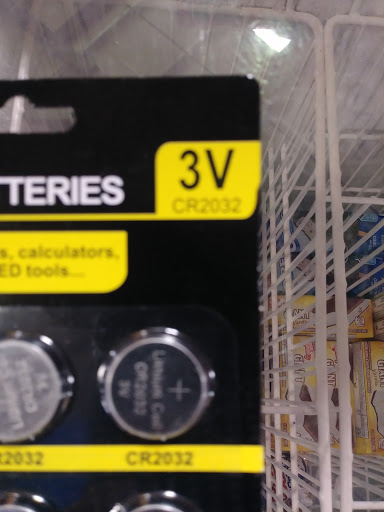 3V
TERIES
CR2032
s, calculators,
ED tools...
Lithium Cell
CR2032
3V
+
2032
CR2032